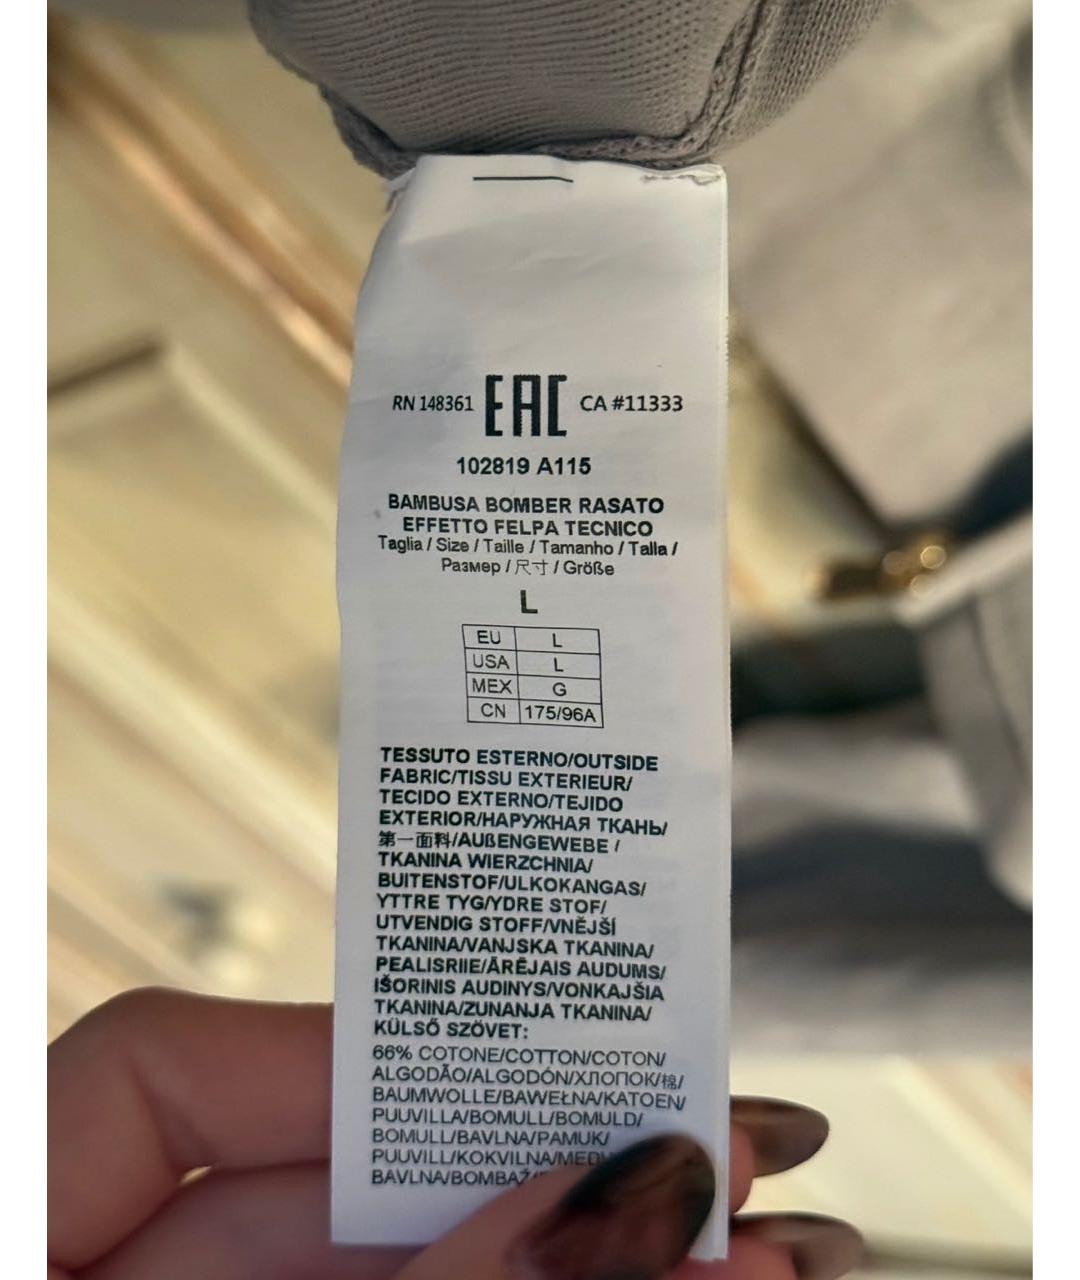 RN 148361 EAC CA #11333
102819 A115
BAMBUSA BOMBER RASATO
EFFETTO FELPA TECNICO
Taglia / Size / Taille / Tamanho / Talla /
Размер / 尺寸 / Größe
L
EU L
USA L
MEX G
CN 175/96A
TESSUTO ESTERNO/OUTSIDE
FABRIC/TISSU EXTERIEUR/
TECIDO EXTERNO/TEJIDO
EXTERIOR/НАРУЖНАЯ ТКАНЬ/
第一面料/AUßENGEWEBE /
TKANINA WIERZCHNIA/
BUITENSTOF/ULKOKANGAS/
YTTRE TYG/YDRE STOF/
UTVENDIG STOFF/VNĚJŠÍ
TKANINA/VANJSKA TKANINA/
PEALISRIIE/ĀRĒJAIS AUDUMS/
IŠORINIS AUDINYS/VONKAJŠIA
TKANINA/ZUNANJA TKANINA/
KÜLSŐ SZÖVET:
66% COTONE/COTTON/COTON/
ALGODÃO/ALGODÓN/ХЛОПОК/棉/
BAUMWOLLE/BAWEŁNA/KATOEN/
PUUVILLA/BOMULL/BOMULD/
BOMULL/BAVLNA/PAMUK/
PUUVILL/KOKVILNA/
BAVLNA/BOMBAŽ/